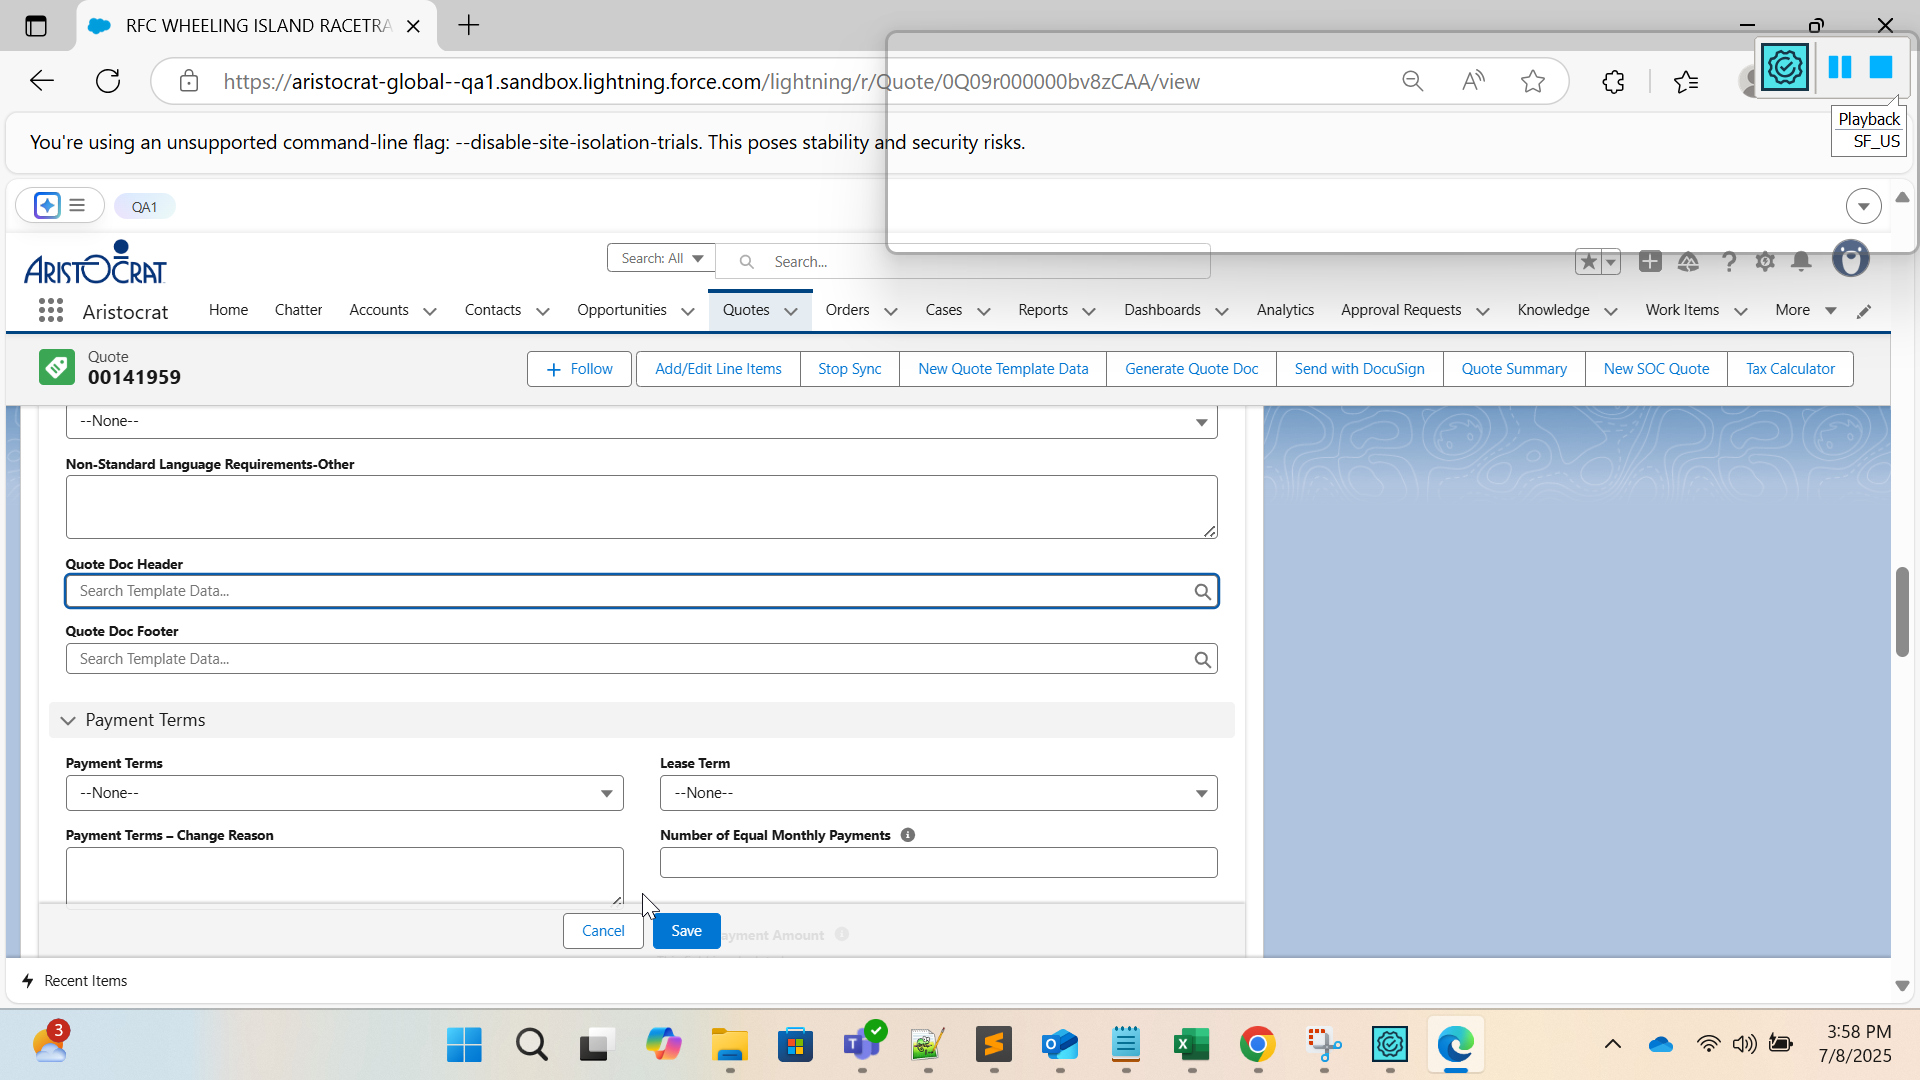 RFC WHEELING ISLAND RACETRA
https://aristocrat-global--qa1.sandbox.lightning.force.com/lightning/r/Quote/0Q09r000000bv8zCAA/view
Playback
SF_US
You're using an unsupported command-line flag: --disable-site-isolation-trials. This poses stability and security risks.
QA1
ARISTOCRAT
Search: All
Search...
Aristocrat
Home
Chatter
Accounts
Contacts
Opportunities
Quotes
Orders
Cases
Reports
Dashboards
Analytics
Approval Requests
Knowledge
Work Items
More
Quote
00141959
Follow
Add/Edit Line Items
Stop Sync
New Quote Template Data
Generate Quote Doc
Send with DocuSign
Quote Summary
New SOC Quote
Tax Calculator
--None--
Non-Standard Language Requirements-Other
Quote Doc Header
Search Template Data...
Quote Doc Footer
Search Template Data...
Payment Terms
Payment Terms
Lease Term
--None--
--None--
Payment Terms – Change Reason
Number of Equal Monthly Payments
Cancel
Save
ayment Amount
Recent Items
3
3:58 PM
7/8/2025